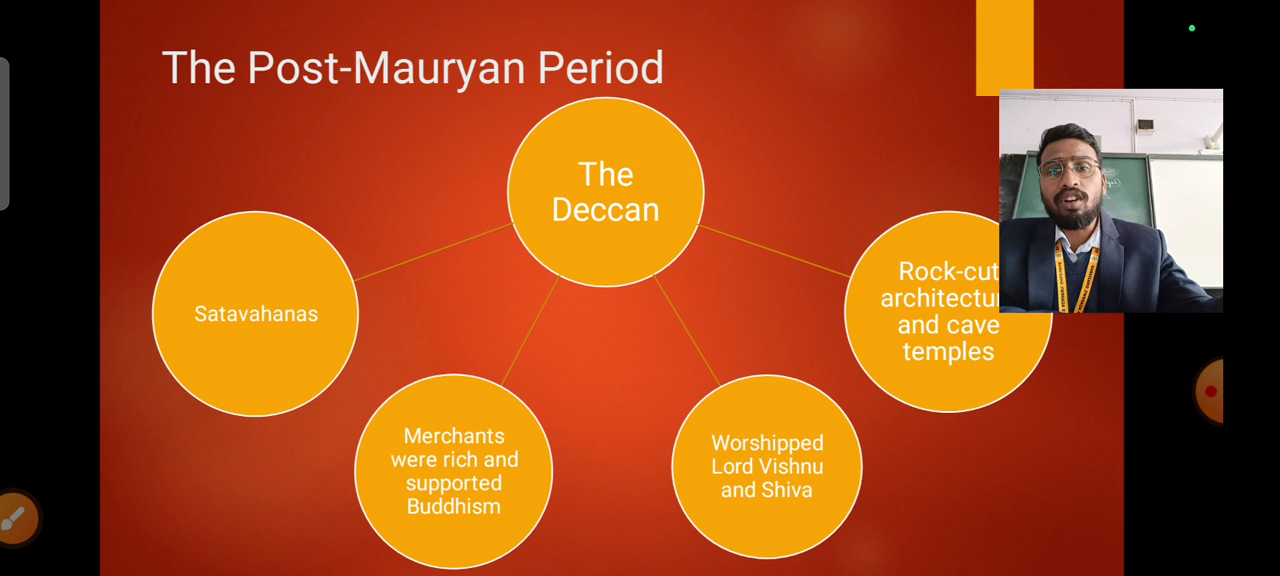 The Post-Mauryan Period
The
Deccan
Satavahanas
Merchants
were rich and
supported
Buddhism
Worshipped
Lord Vishnu
and Shiva
Rock-cut
and cave
temples